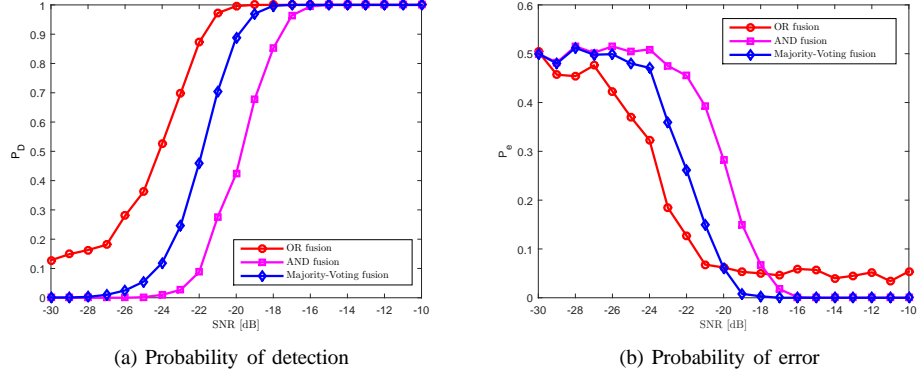 1
0.9
0.8
0.7
0.6
0.5
0.4
0.3
0.2
0.1
0
P_D
OR fusion
AND fusion
Majority-Voting fusion
-30 -28 -26 -24 -22 -20 -18 -16 -14 -12 -10
SNR [dB]
(a) Probability of detection
0.6
0.5
0.4
0.3
0.2
0.1
0
P_e
OR fusion
AND fusion
Majority-Voting fusion
-30 -28 -26 -24 -22 -20 -18 -16 -14 -12 -10
SNR [dB]
(b) Probability of error